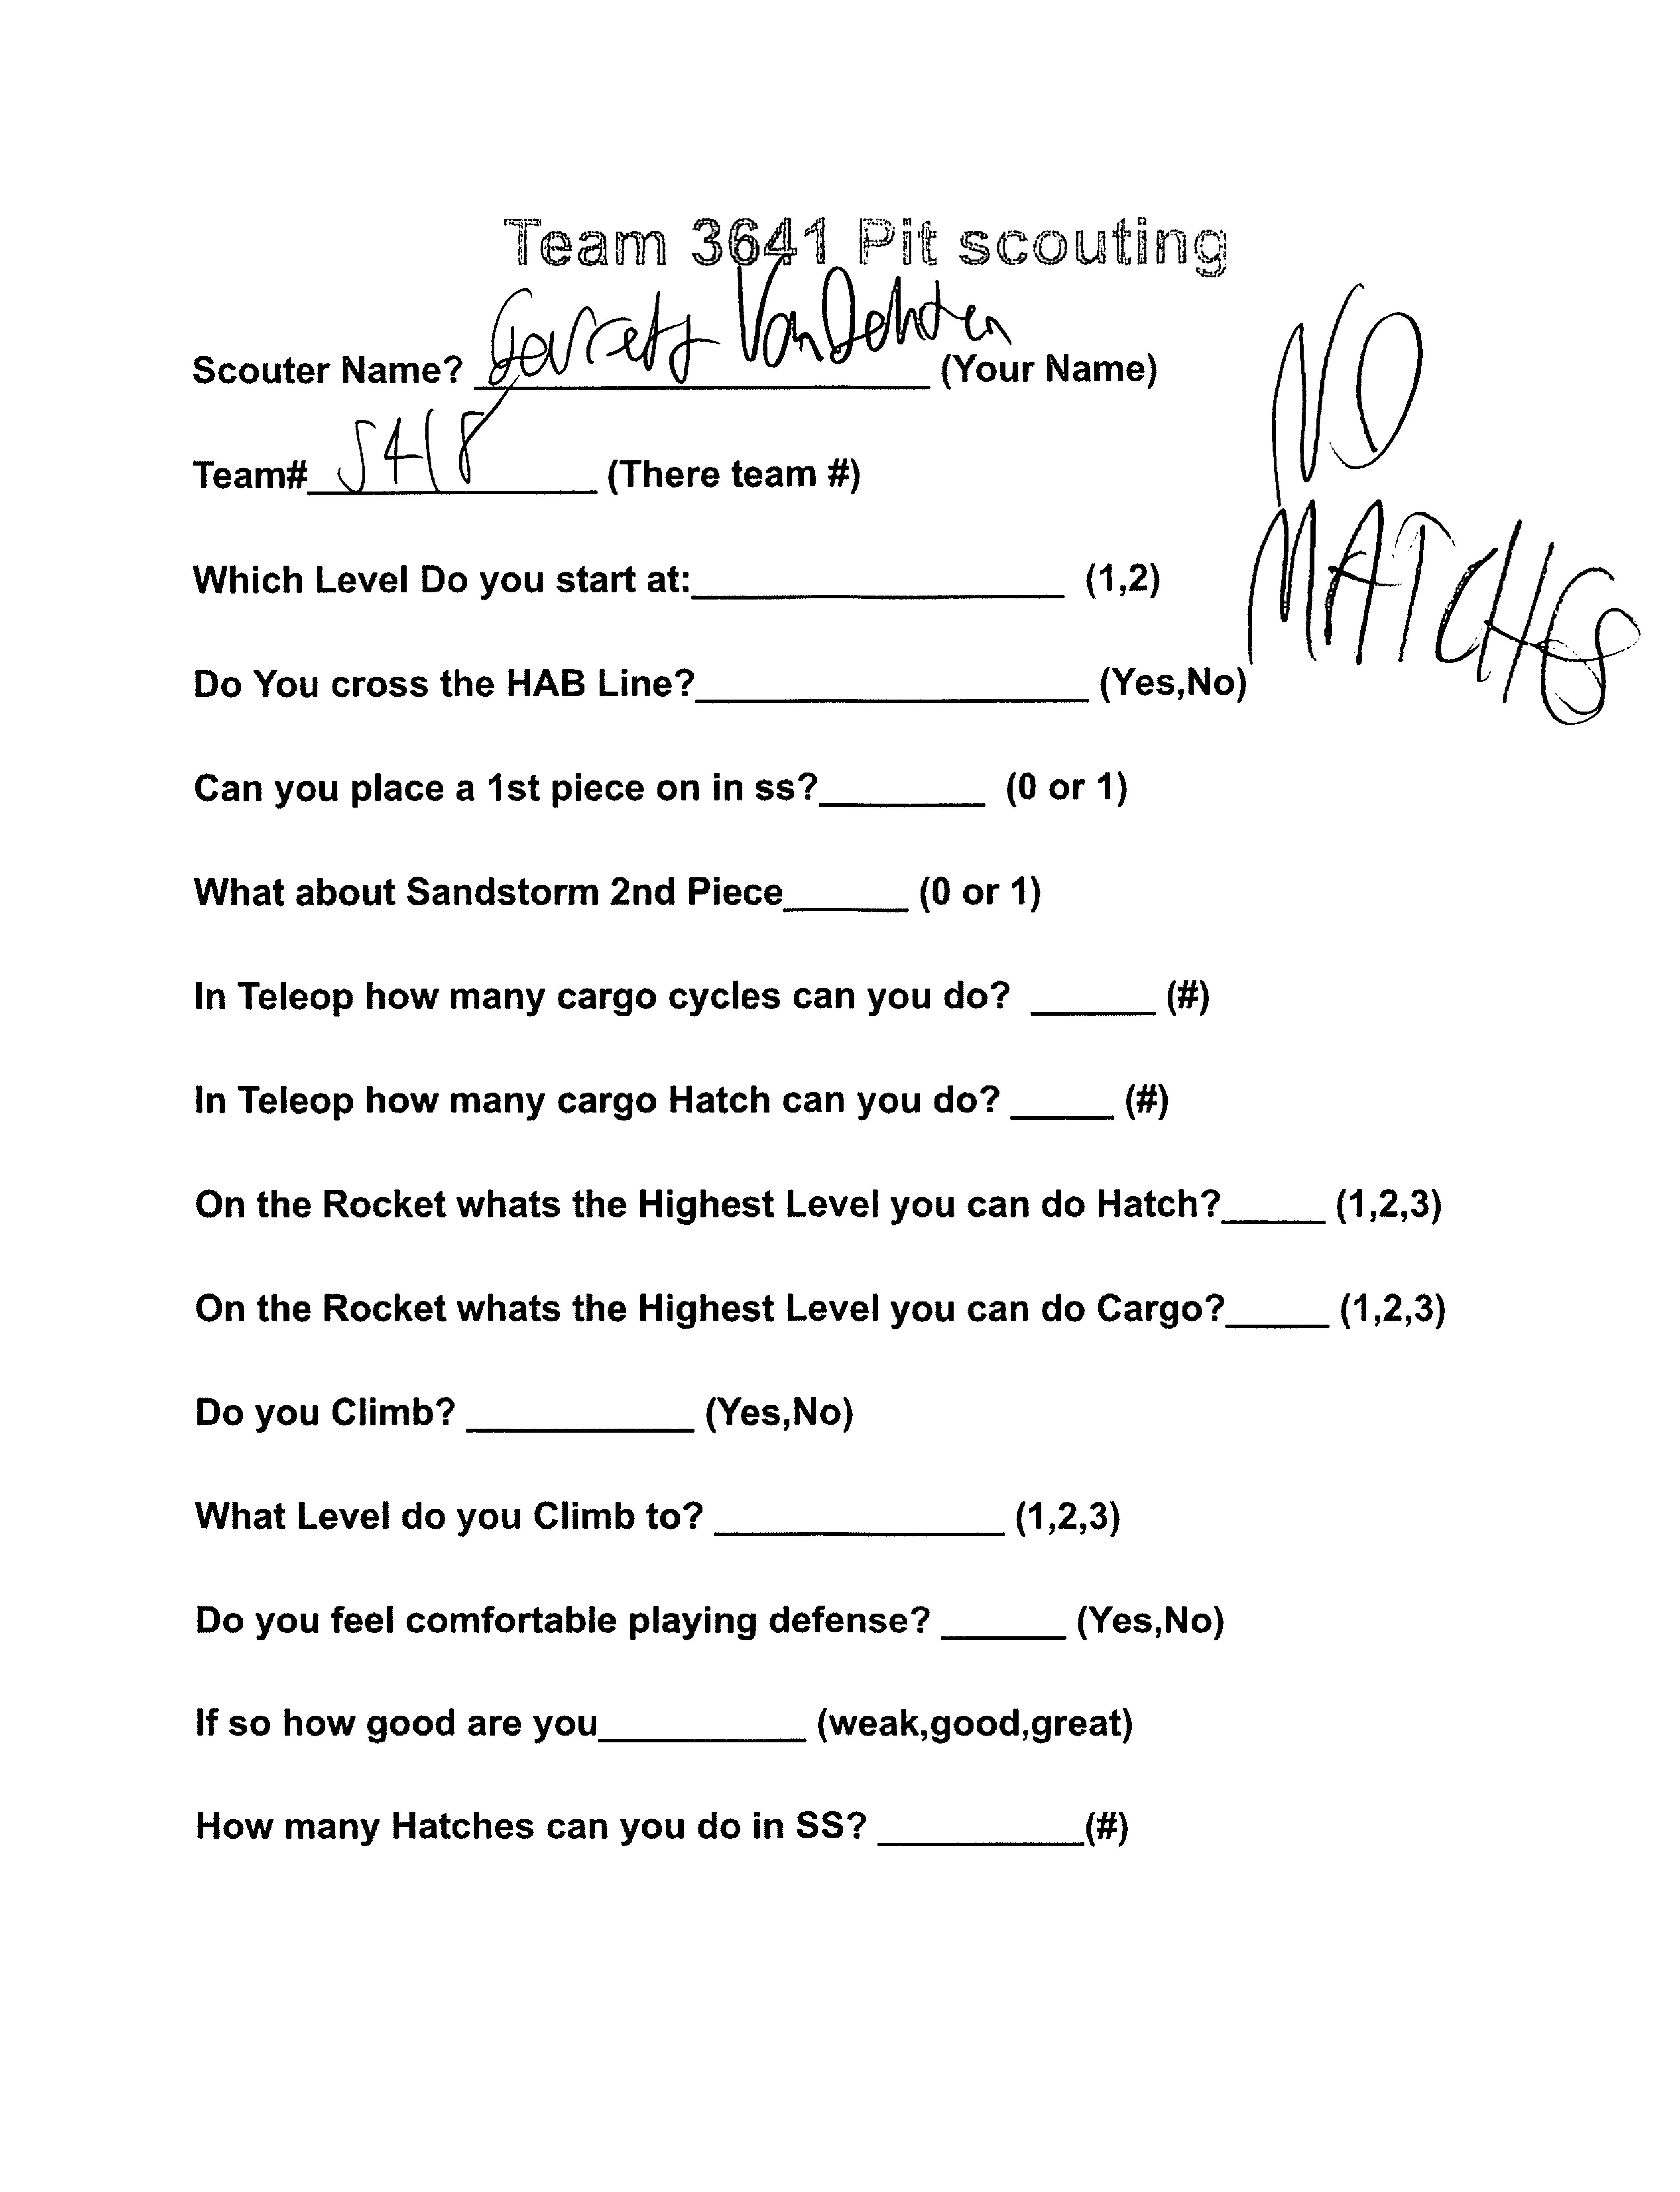 Team 3641 Pit scouting
Scouter Name? Garrett (Your Name)
Team# 5418 (There team #)
NO
MATCHES
Which Level Do you start at:__________________ (1,2)
Do You cross the HAB Line?___________________ (Yes,No)
Can you place a 1st piece on in ss?________ (0 or 1)
What about Sandstorm 2nd Piece______ (0 or 1)
In Teleop how many cargo cycles can you do? ______ (#)
In Teleop how many cargo Hatch can you do? _____ (#)
On the Rocket whats the Highest Level you can do Hatch?_____ (1,2,3)
On the Rocket whats the Highest Level you can do Cargo?_____ (1,2,3)
Do you Climb? ___________ (Yes,No)
What Level do you Climb to? ______________ (1,2,3)
Do you feel comfortable playing defense? ______ (Yes,No)
If so how good are you__________ (weak,good,great)
How many Hatches can you do in SS? __________(#)